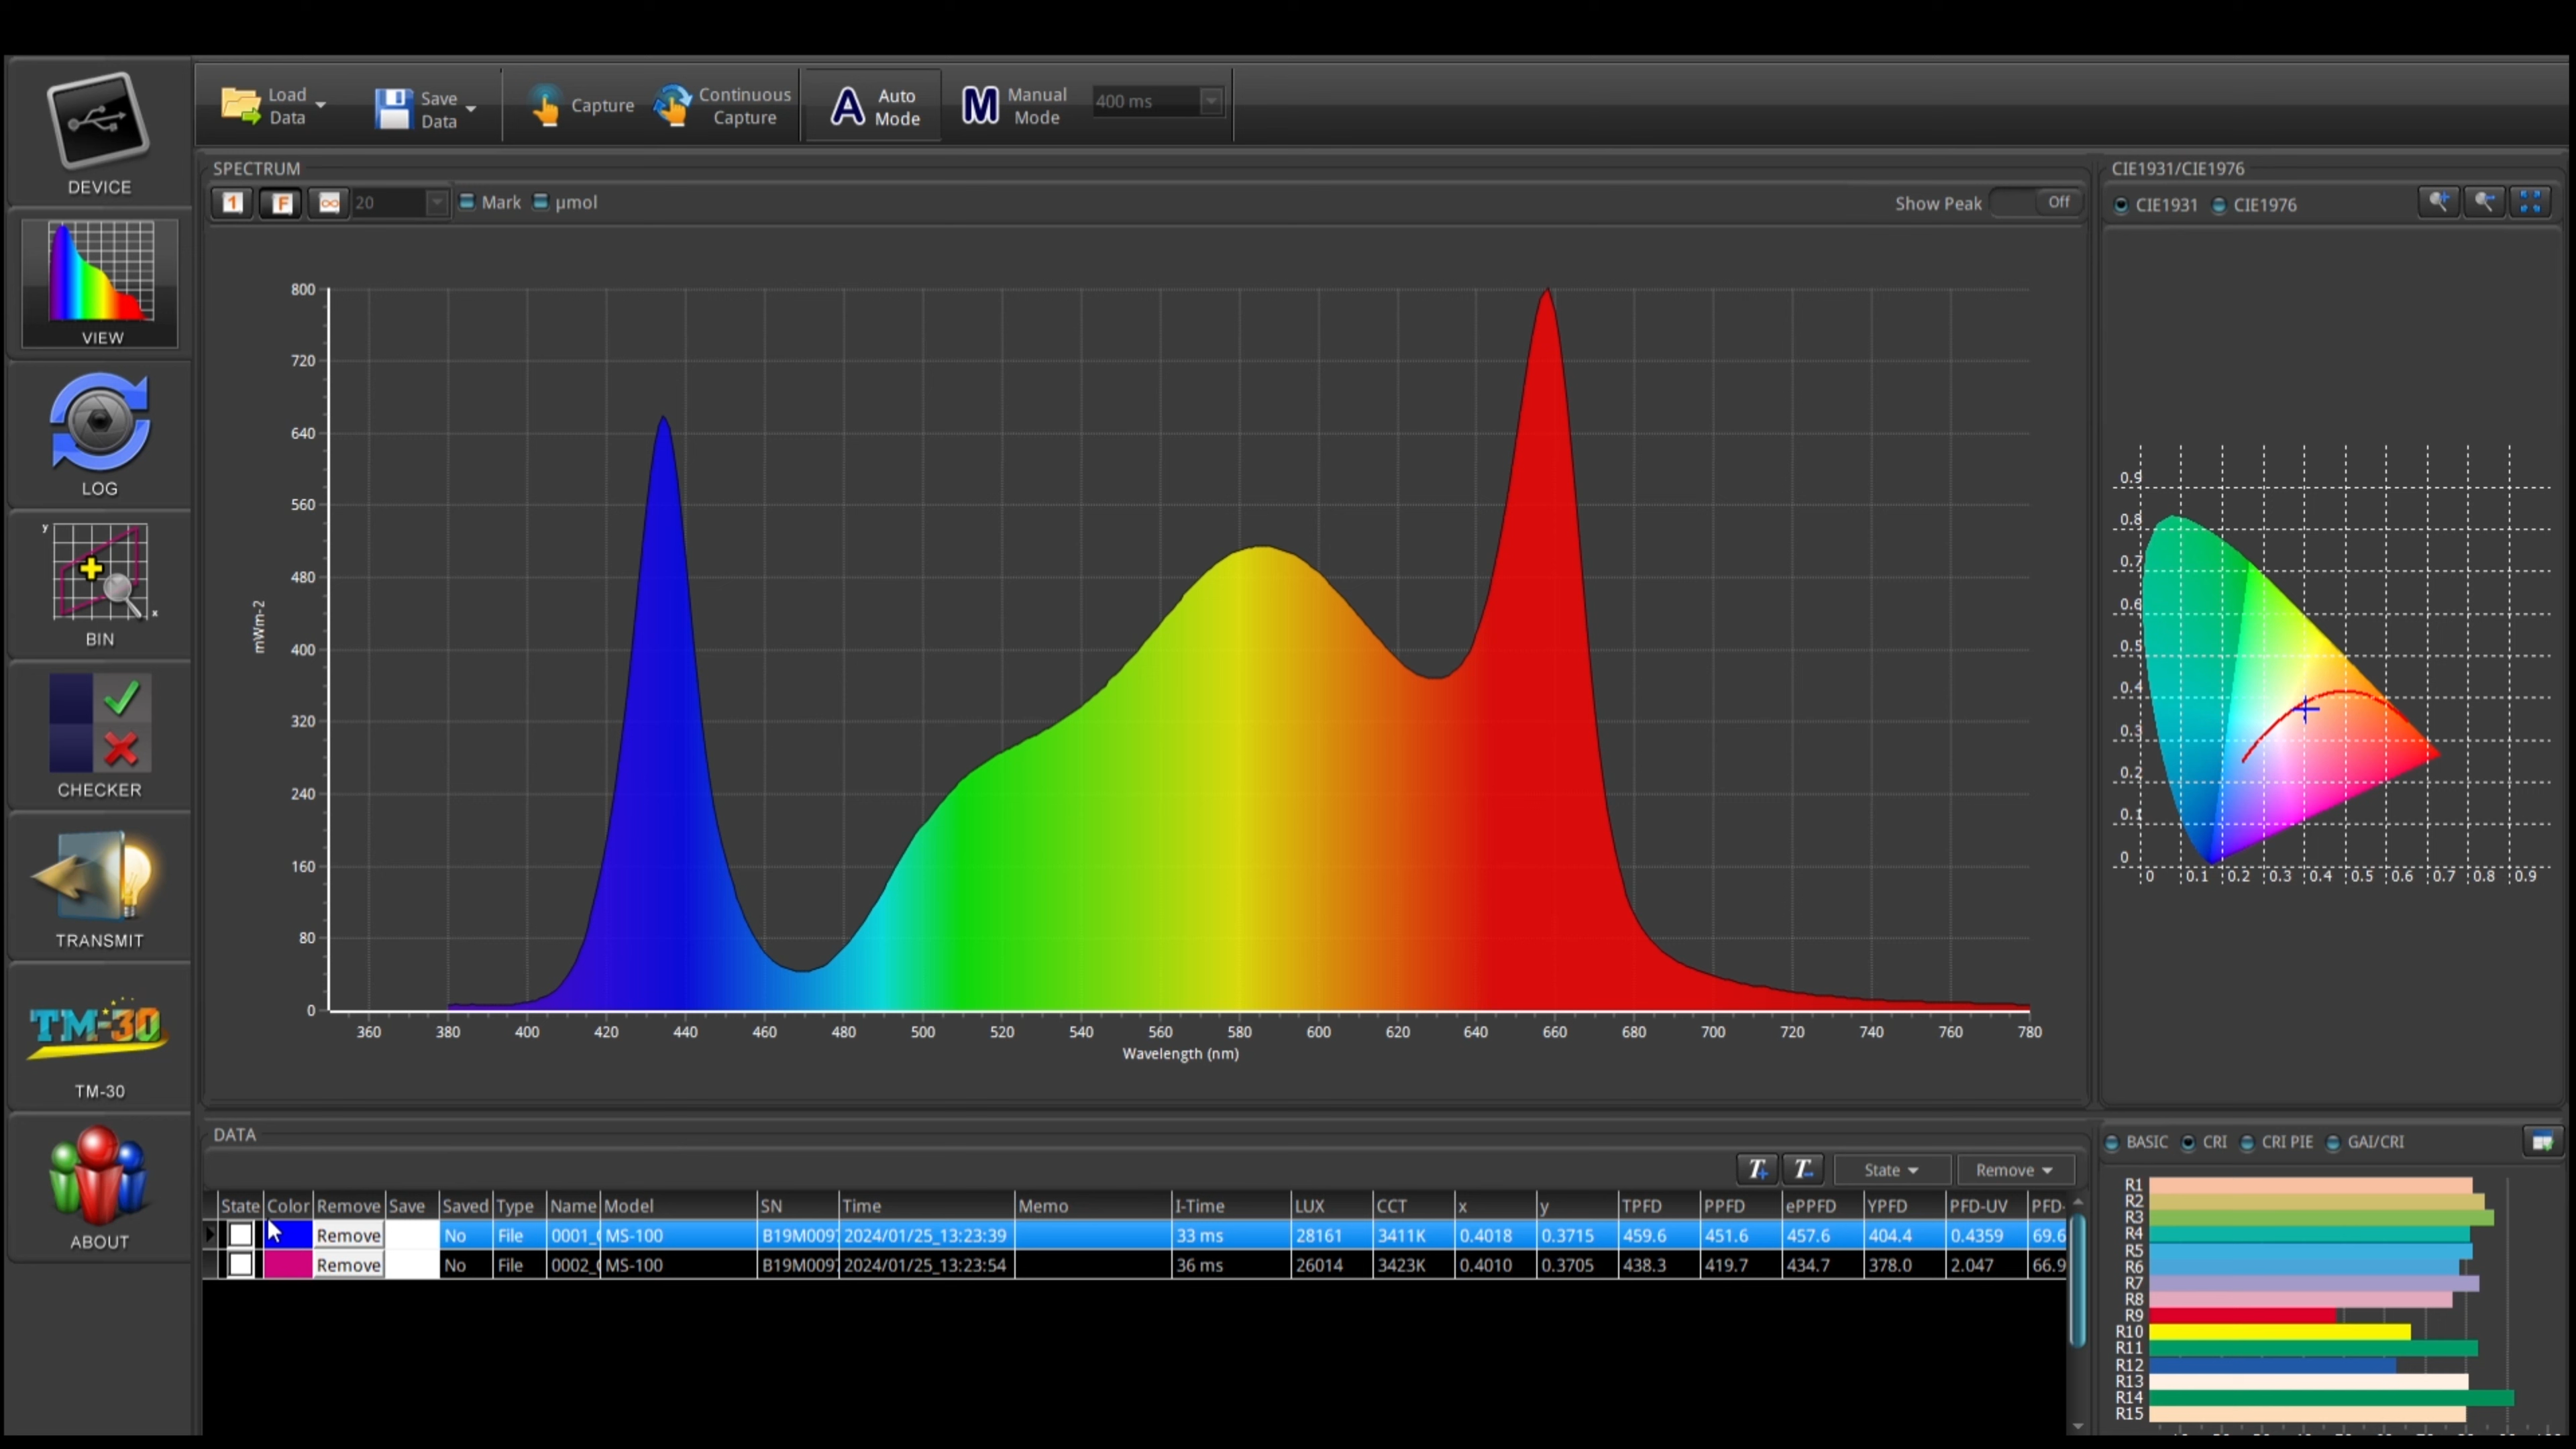 Load Data
Save Data
Capture
Continuous Capture
A Auto Mode
M Manual Mode
400 ms
DEVICE
VIEW
LOG
y
x
BIN
CHECKER
TRANSMIT
TM-30
TM-30
ABOUT
SPECTRUM
1 F ∞ 20 Mark µmol
Show Peak Off
800
720
640
560
480
400
320
240
160
80
0
mWm-2
360 380 400 420 440 460 480 500 520 540 560 580 600 620 640 660 680 700 720 740 760 780
Wavelength (nm)
CIE1931/CIE1976
CIE1931 CIE1976
0.9
0.8
0.7
0.6
0.5
0.4
0.3
0.2
0.1
0
0 0.1 0.2 0.3 0.4 0.5 0.6 0.7 0.8 0.9
DATA
T+ T- State Remove
State Color Remove Save Saved Type Name Model SN Time Memo I-Time LUX CCT x y TPFD PPFD ePPFD YPFD PFD-UV PFD-
Remove No File 0001_ MS-100 B19M009 2024/01/25_13:23:39 33 ms 28161 3411K 0.4018 0.3715 459.6 451.6 457.6 404.4 0.4359 69.6
Remove No File 0002_ MS-100 B19M009 2024/01/25_13:23:54 36 ms 26014 3423K 0.4010 0.3705 438.3 419.7 434.7 378.0 2.047 66.9
BASIC CRI CRI PIE GAI/CRI
R1
R2
R3
R4
R5
R6
R7
R8
R9
R10
R11
R12
R13
R14
R15